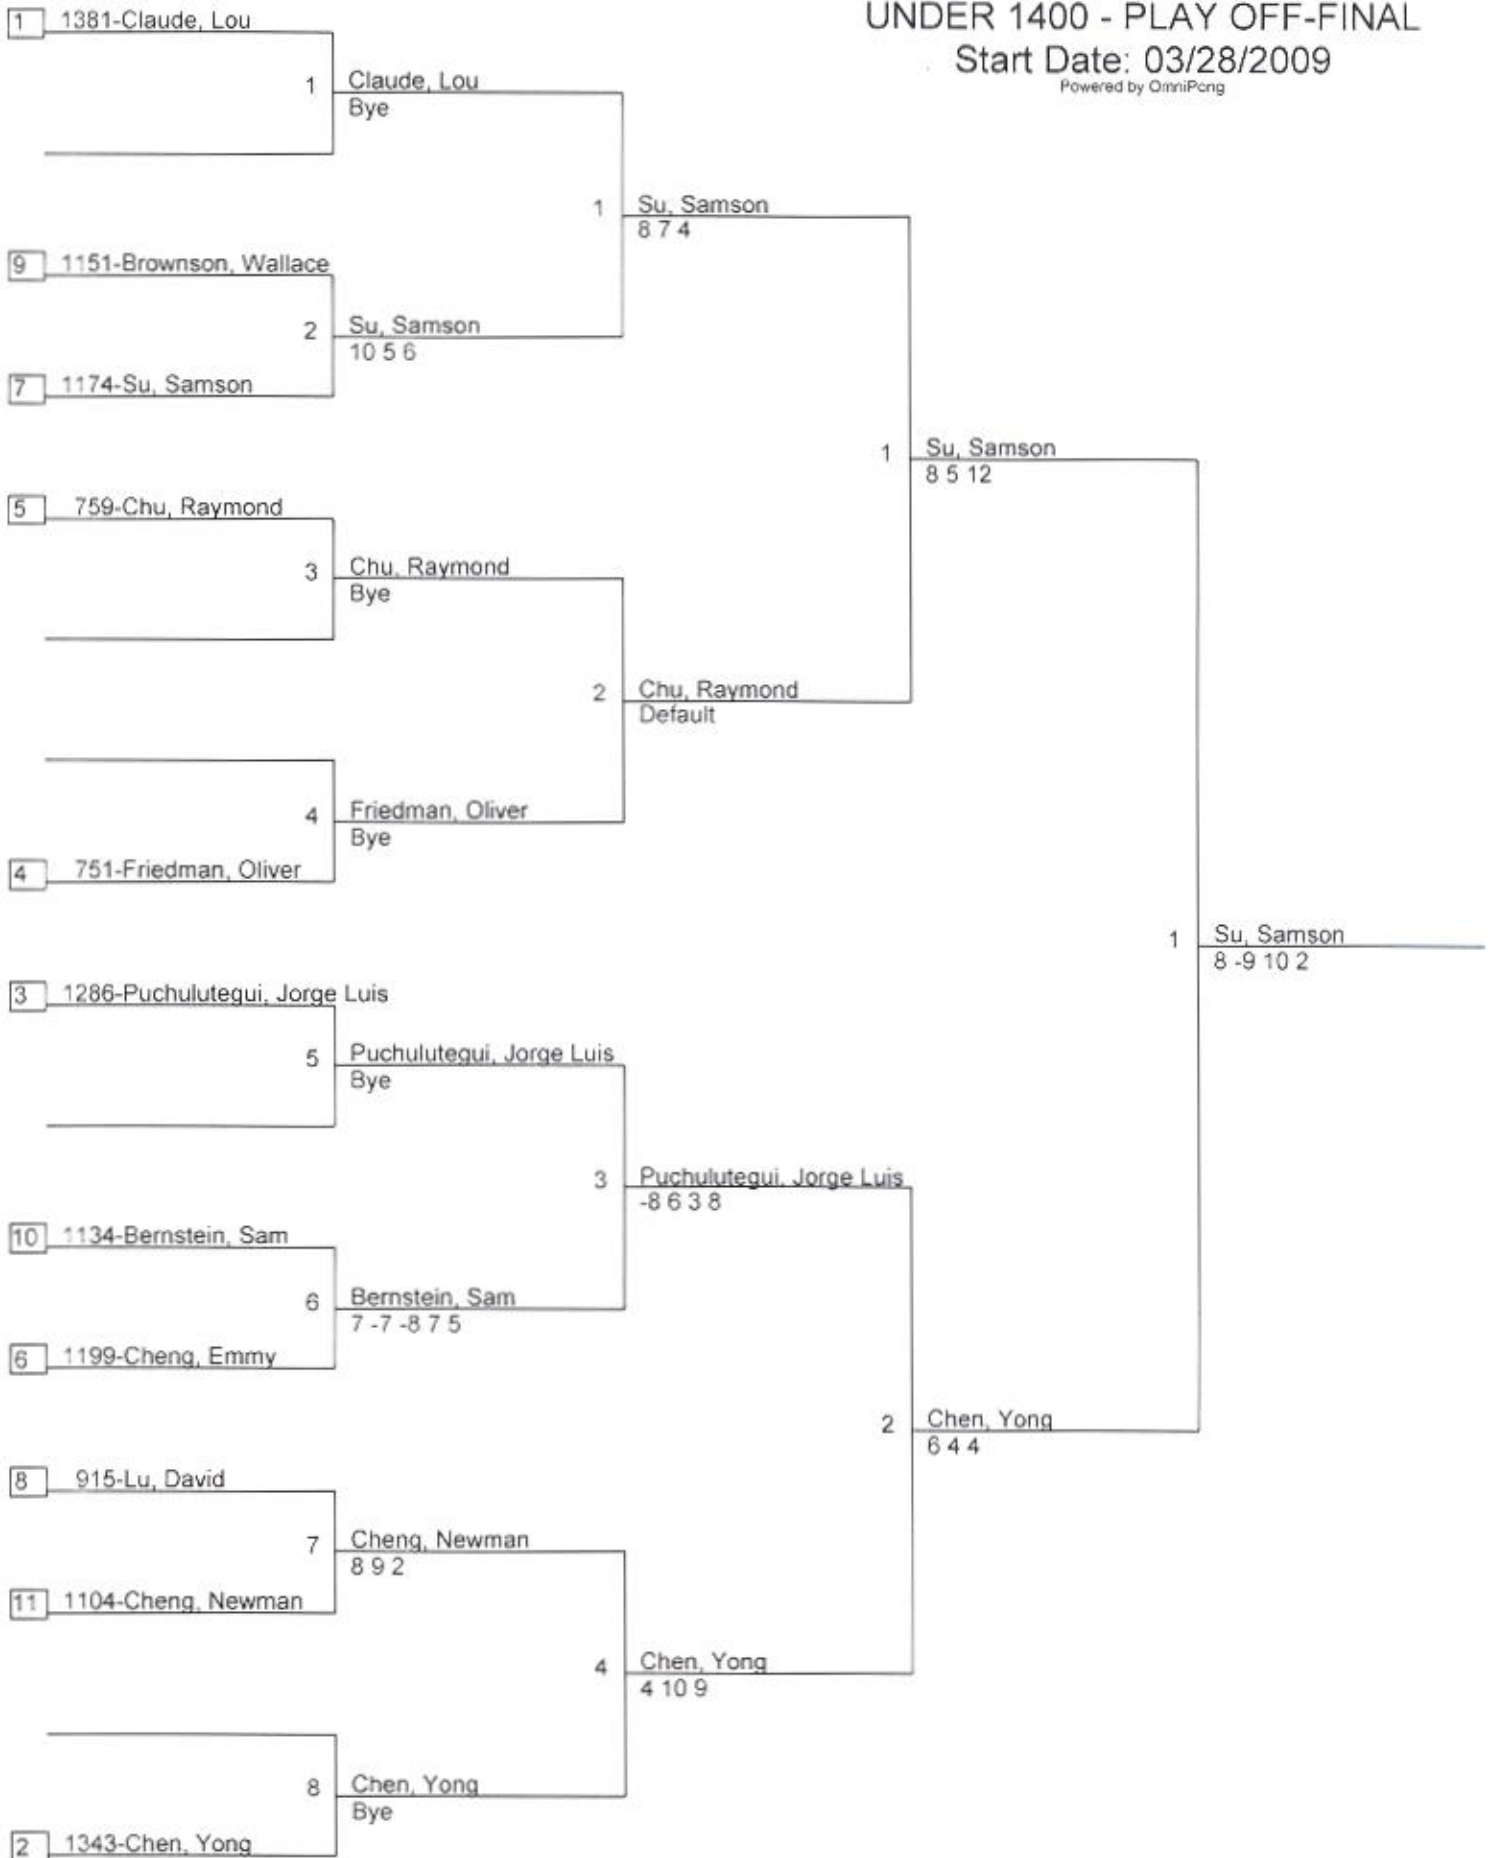 UNDER 1400 - PLAY OFF-FINAL
Start Date: 03/28/2009
Powered by OmniPong
1 1381-Claude, Lou
1 Claude, Lou
Bye
1 Su, Samson
8 7 4
9 1151-Brownson, Wallace
2 Su, Samson
10 5 6
7 1174-Su, Samson
1 Su, Samson
8 5 12
5 759-Chu, Raymond
3 Chu, Raymond
Bye
2 Chu, Raymond
Default
4 Friedman, Oliver
Bye
4 751-Friedman, Oliver
1 Su, Samson
8 -9 10 2
3 1286-Puchulutegui, Jorge Luis
5 Puchulutegui, Jorge Luis
Bye
3 Puchulutegui, Jorge Luis
-8 6 3 8
10 1134-Bernstein, Sam
6 Bernstein, Sam
7 -7 -8 7 5
6 1199-Cheng, Emmy
2 Chen, Yong
6 4 4
8 915-Lu, David
7 Cheng, Newman
8 9 2
11 1104-Cheng, Newman
4 Chen, Yong
4 10 9
8 Chen, Yong
Bye
2 1343-Chen, Yong